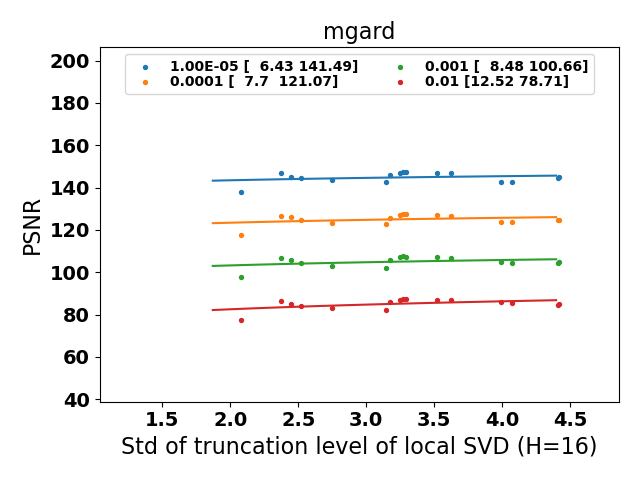 mgard
1.00E-05 [  6.43 141.49]
0.0001 [  7.7  121.07]
0.001 [  8.48 100.66]
0.01 [12.52 78.71]
PSNR
200
180
160
140
120
100
80
60
40
1.5 2.0 2.5 3.0 3.5 4.0 4.5
Std of truncation level of local SVD (H=16)